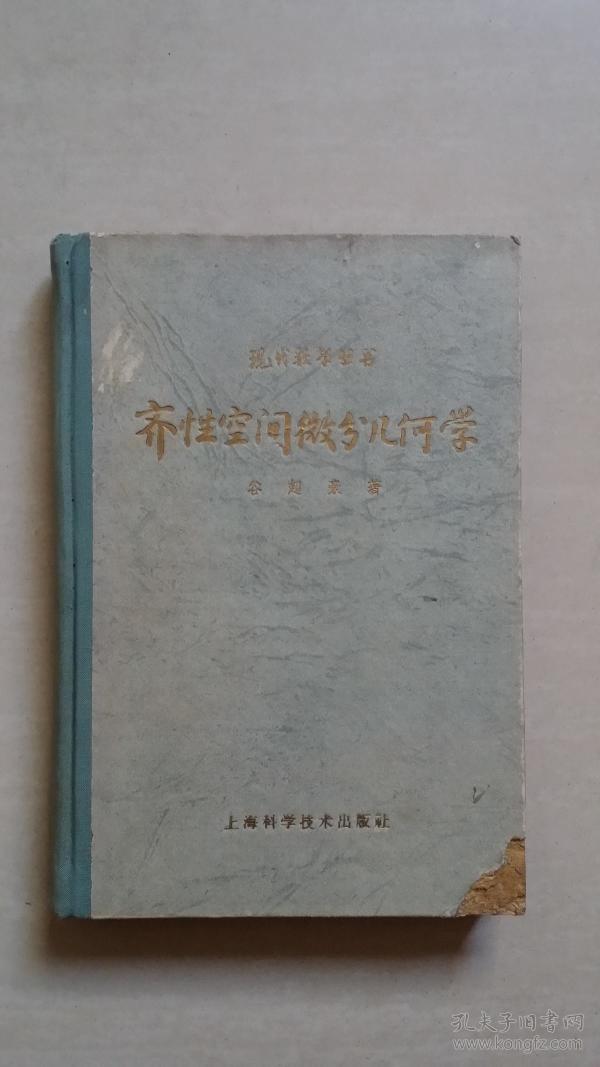 现代数学丛书
齐性空间微分几何学
谷超豪著
上海科学技术出版社
孔夫子旧书网
www.kongfz.com